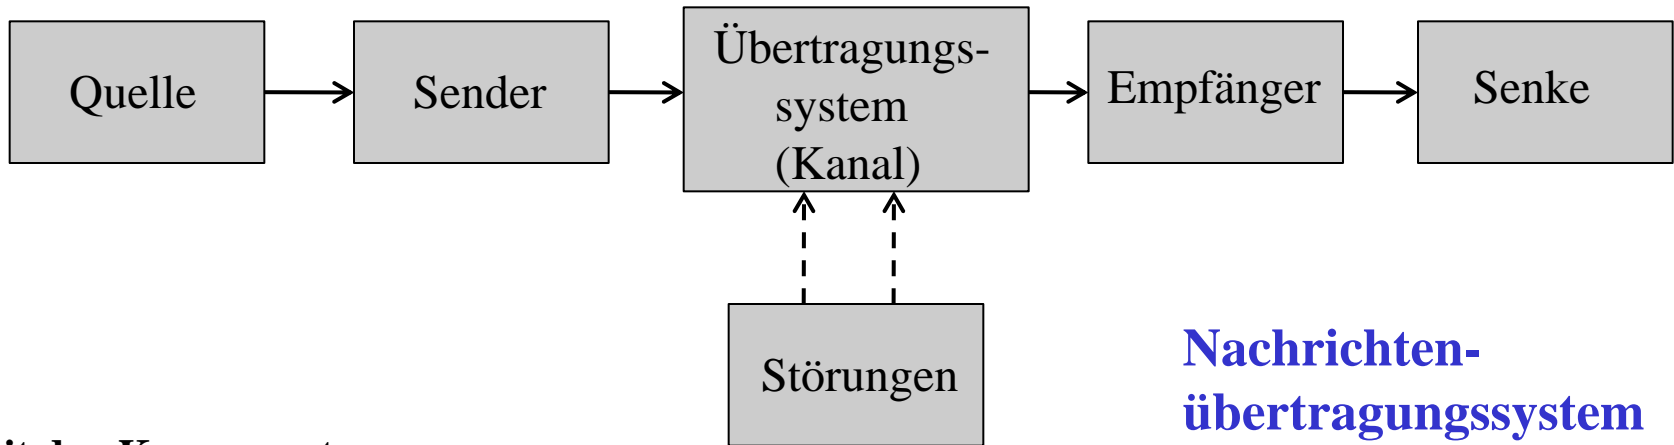 Quelle
Sender
Übertragungs-
system
(Kanal)
Empfänger
Senke
Störungen
Nachrichten-
übertragungssystem